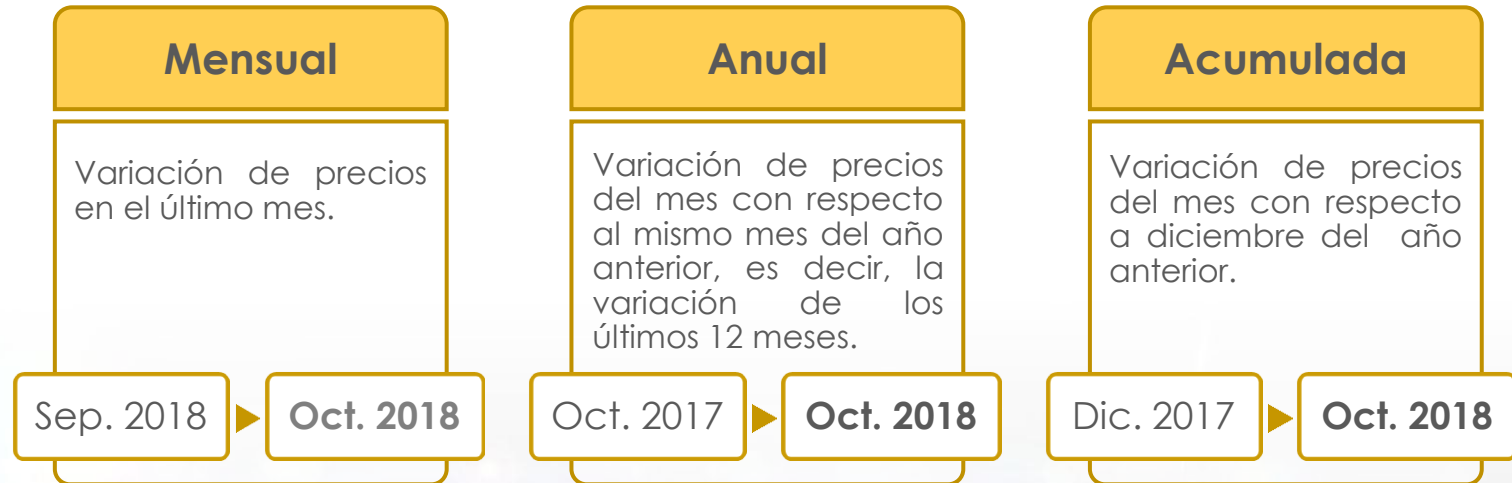 Mensual
Variación de precios
en el último mes.
Sep. 2018
Oct. 2018
Anual
Variación de precios
del mes con respecto
al mismo mes del año
anterior, es decir, la
variación de los
últimos 12 meses.
Oct. 2017
Oct. 2018
Acumulada
Variación de precios
del mes con respecto
a diciembre del año
anterior.
Dic. 2017
Oct. 2018